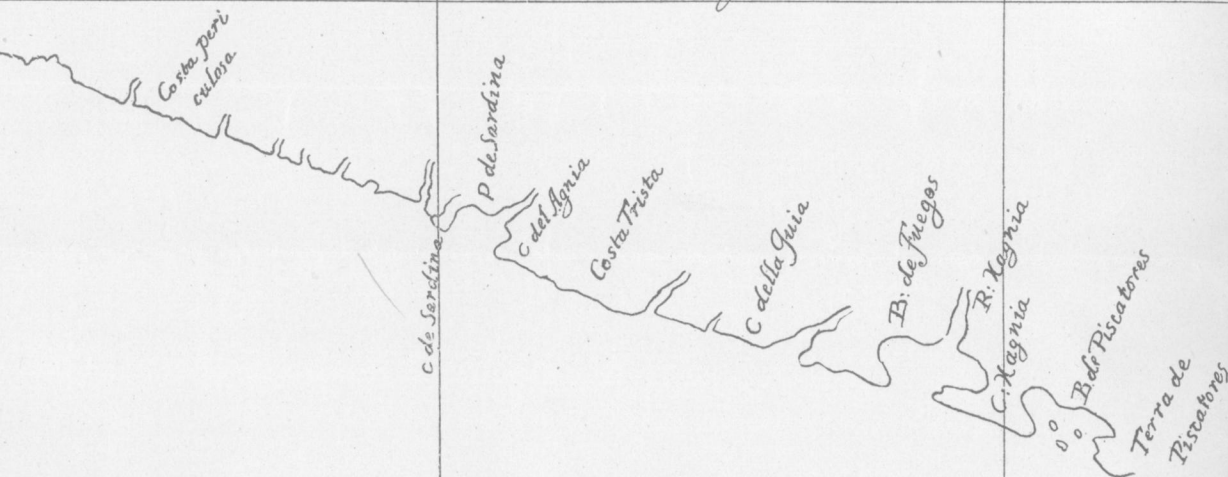 Costa peri
culosa
P de Sardina
C de Sardina
C del Agnia
Costa Trista
C della Guia
B: de Fuegos
R: Hagnia
C: Hagnia
B. de Piscatores
Terra de
Piscatores